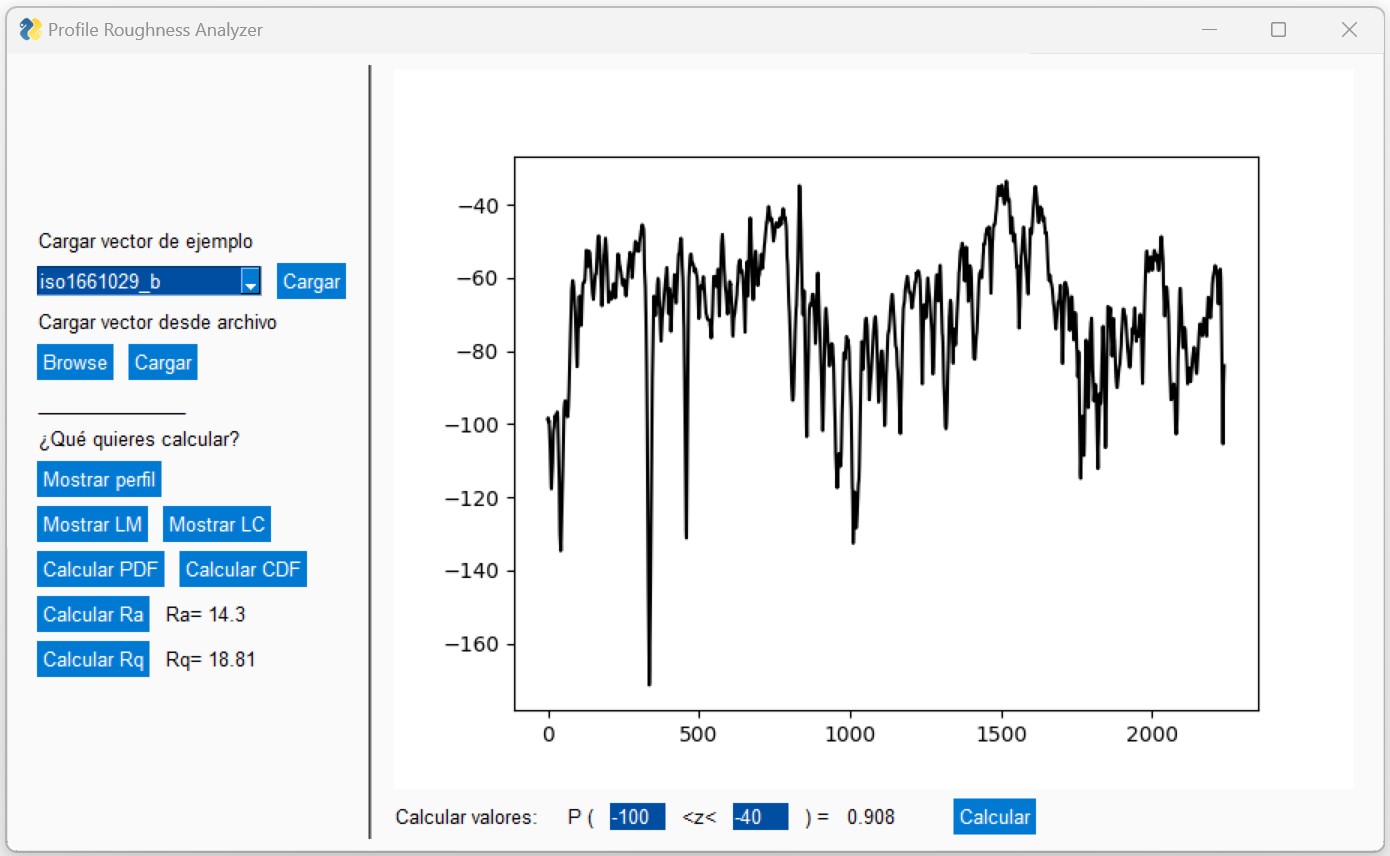 Profile Roughness Analyzer
Cargar vector de ejemplo
iso1661029_b Cargar
Cargar vector desde archivo
Browse Cargar
¿Qué quieres calcular?
Mostrar perfil
Mostrar LM Mostrar LC
Calcular PDF Calcular CDF
Calcular Ra Ra= 14.3
Calcular Rq Rq= 18.81
−40
−60
−80
−100
−120
−140
−160
0 500 1000 1500 2000
Calcular valores: P ( -100 <z< -40 ) = 0.908 Calcular